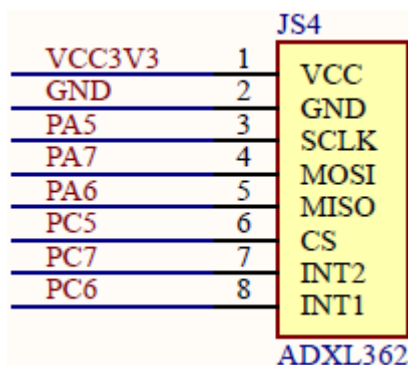 JS4
VCC3V3 1 VCC
GND 2 GND
PA5 3 SCLK
PA7 4 MOSI
PA6 5 MISO
PC5 6 CS
PC7 7 INT2
PC6 8 INT1
ADXL362